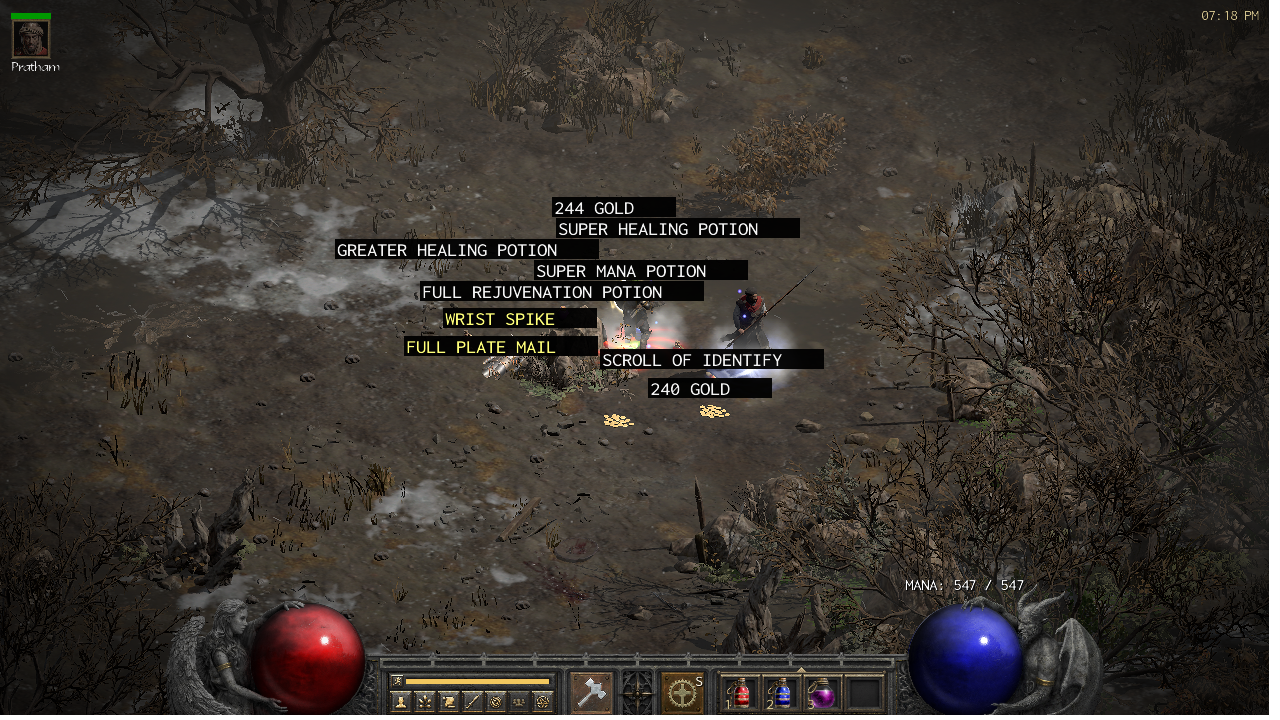 07:18 PM
Pratham
244 GOLD
SUPER HEALING POTION
GREATER HEALING POTION
SUPER MANA POTION
FULL REJUVENATION POTION
WRIST SPIKE
FULL PLATE MAIL
SCROLL OF IDENTIFY
240 GOLD
MANA: 547 / 547
S
1
2
3